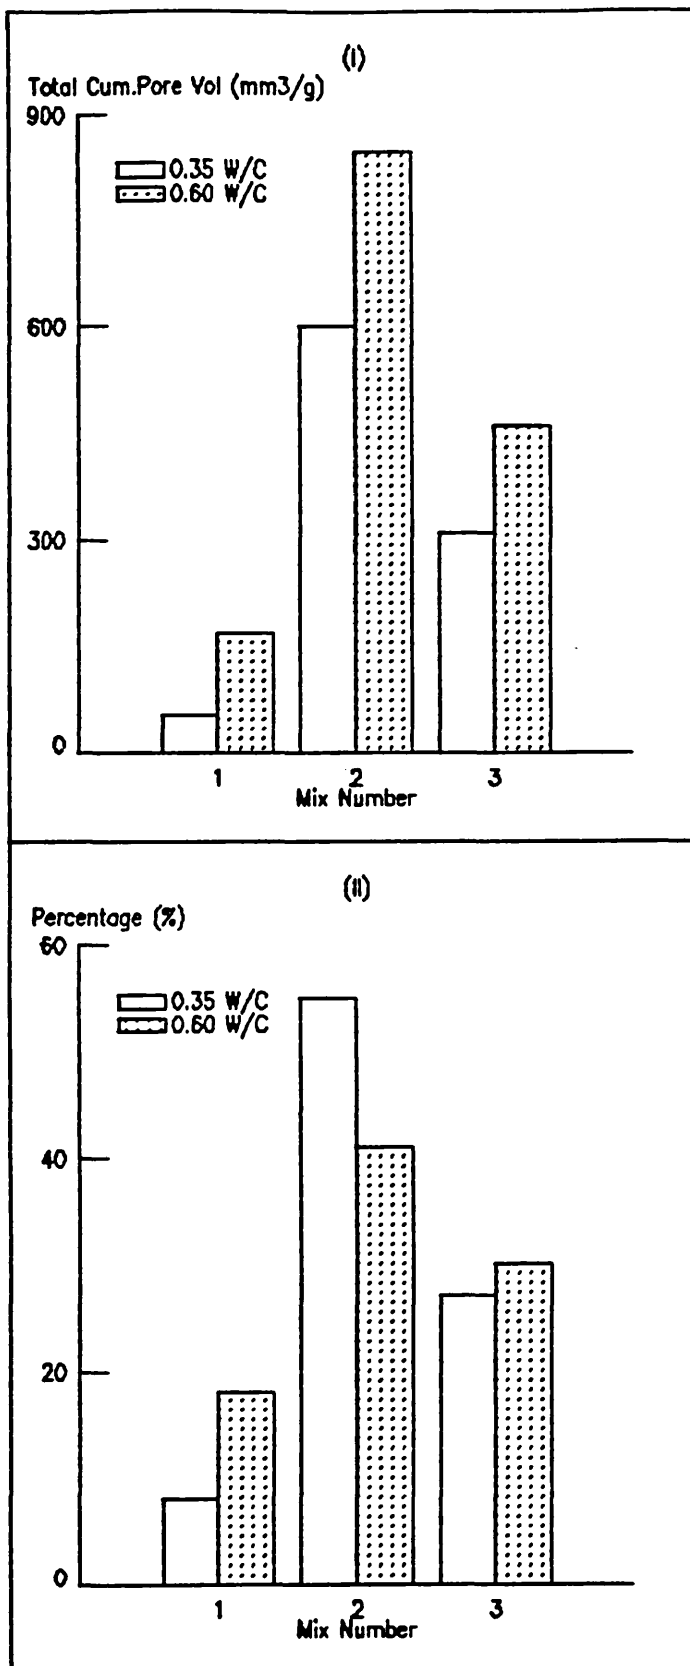 (I)
Total Cum.Pore Vol (mm3/g)
900
0.35 W/C
0.60 W/C
600
300
0
1 2 3
Mix Number
(II)
Percentage (%)
60
0.35 W/C
0.60 W/C
40
20
0
1 2 3
Mix Number